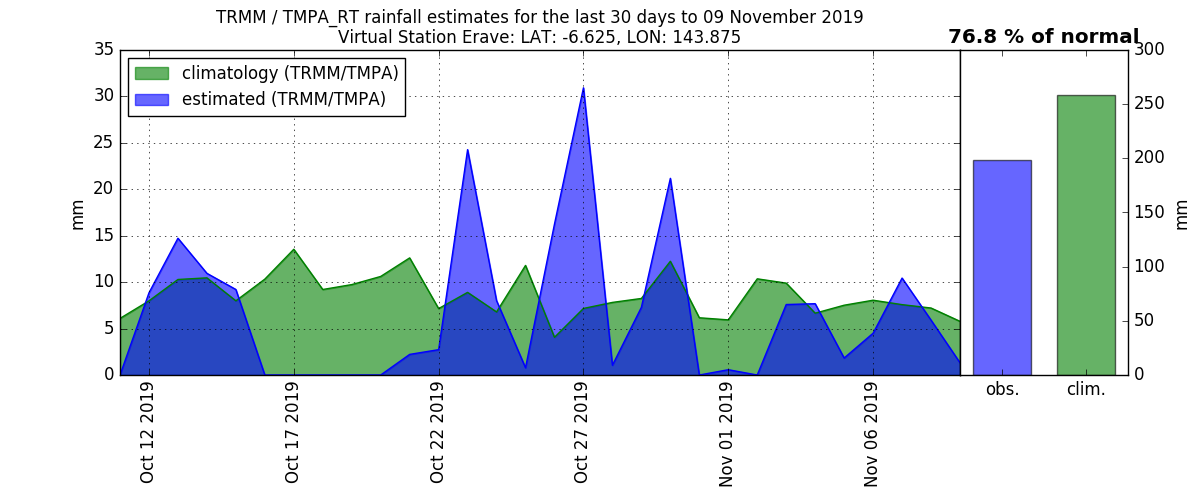 TRMM / TMPA_RT rainfall estimates for the last 30 days to 09 November 2019
Virtual Station Erave: LAT: -6.625, LON: 143.875
76.8 % of normal
climatology (TRMM/TMPA)
estimated (TRMM/TMPA)
35
30
25
20
15
10
5
0
mm
Oct 12 2019
Oct 17 2019
Oct 22 2019
Oct 27 2019
Nov 01 2019
Nov 06 2019
obs.
clim.
300
250
200
150
100
50
0
mm